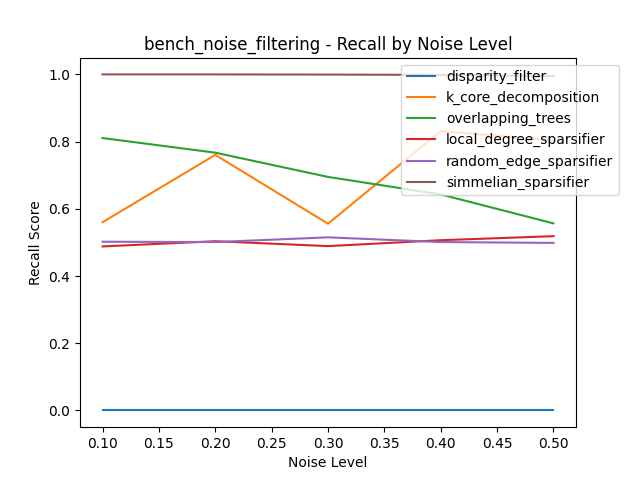 bench_noise_filtering - Recall by Noise Level
disparity_filter
k_core_decomposition
overlapping_trees
local_degree_sparsifier
random_edge_sparsifier
simmelian_sparsifier
Recall Score
1.0
0.8
0.6
0.4
0.2
0.0
0.10 0.15 0.20 0.25 0.30 0.35 0.40 0.45 0.50
Noise Level